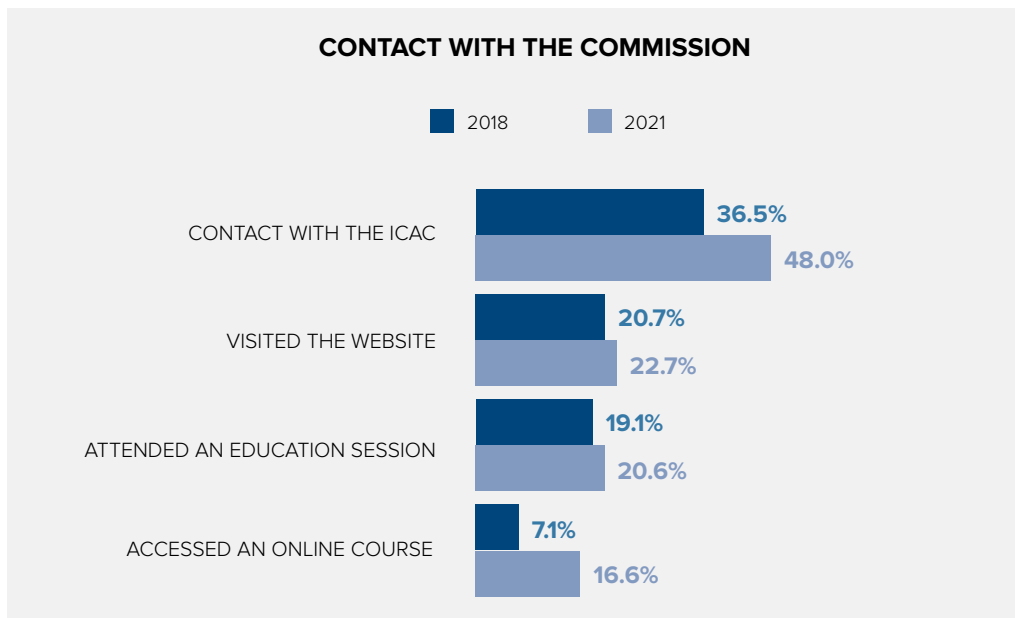 CONTACT WITH THE COMMISSION
2018 2021
CONTACT WITH THE ICAC
36.5%
48.0%
VISITED THE WEBSITE
20.7%
22.7%
ATTENDED AN EDUCATION SESSION
19.1%
20.6%
ACCESSED AN ONLINE COURSE
7.1%
16.6%